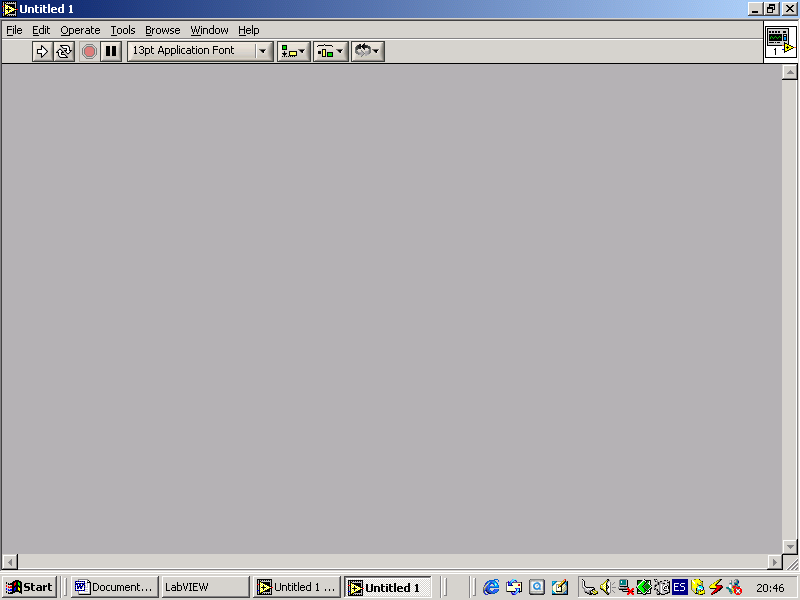 Untitled 1
File Edit Operate Tools Browse Window Help
13pt Application Font
1
Start Document... LabVIEW Untitled 1 ... Untitled 1 ES 20:46